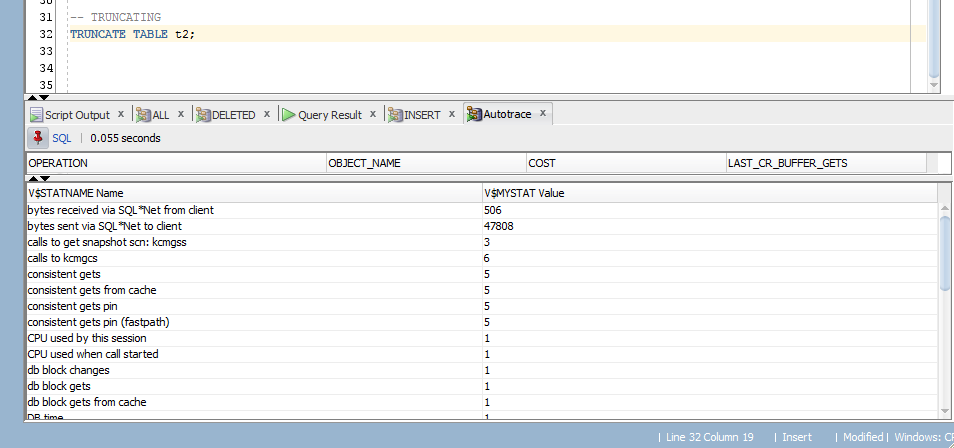 31 -- TRUNCATING
32 TRUNCATE TABLE t2;
33
34
35
Script Output x ALL x DELETED x Query Result x INSERT x Autotrace x
SQL | 0.055 seconds
OPERATION OBJECT_NAME COST LAST_CR_BUFFER_GETS
V$STATNAME Name V$MYSTAT Value
bytes received via SQL*Net from client 506
bytes sent via SQL*Net to client 47808
calls to get snapshot scn: kcmgss 3
calls to kcmgcs 6
consistent gets 5
consistent gets from cache 5
consistent gets pin 5
consistent gets pin (fastpath) 5
CPU used by this session 1
CPU used when call started 1
db block changes 1
db block gets 1
db block gets from cache 1
DB time 1
| Line 32 Column 19 | Insert | Modified | Windows: C